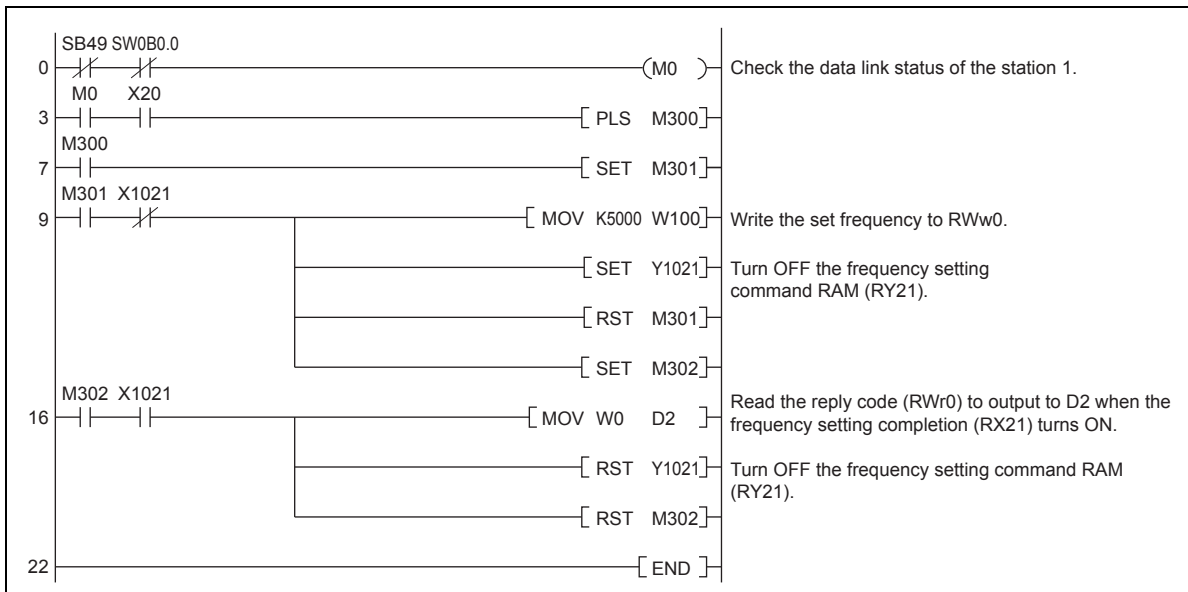 SB49 SW0B0.0
0 (M0 ) Check the data link status of the station 1.
M0 X20
3 [ PLS M300]
M300
7 [ SET M301]
M301 X1021
9 [ MOV K5000 W100] Write the set frequency to RWw0.
[ SET Y1021] Turn OFF the frequency setting
command RAM (RY21).
[ RST M301]
[ SET M302]
M302 X1021
16 [ MOV W0 D2 ] Read the reply code (RWr0) to output to D2 when the
frequency setting completion (RX21) turns ON.
[ RST Y1021] Turn OFF the frequency setting command RAM
(RY21).
[ RST M302]
22 [ END ]